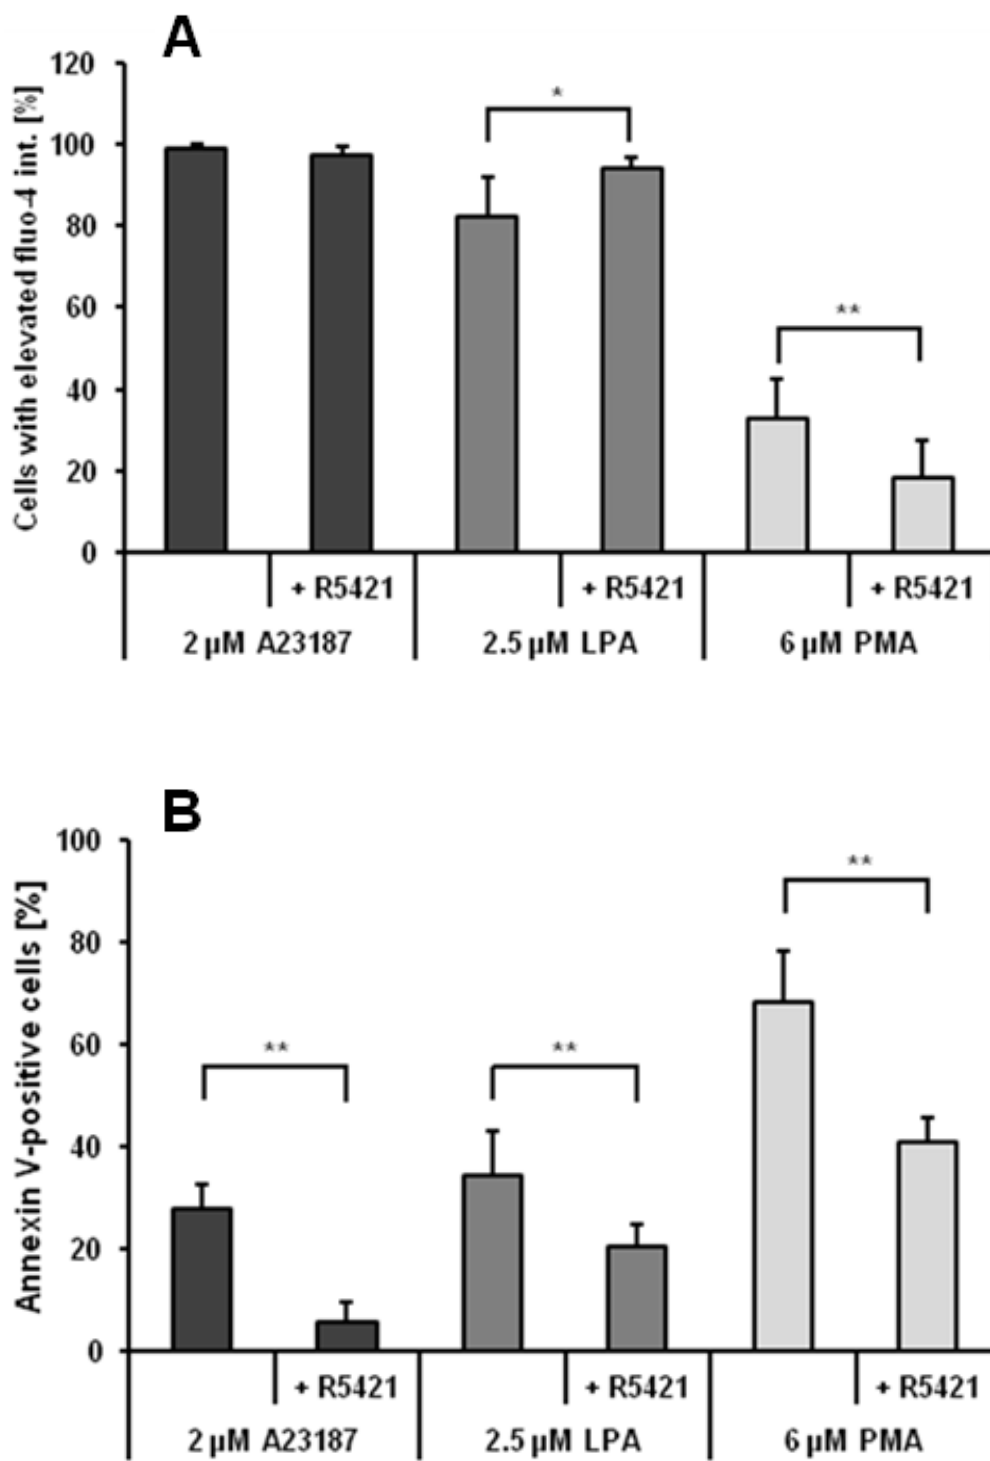 A
Cells with elevated fluo-4 int. [%]
120
100
80
60
40
20
0
*
**
+ R5421
+ R5421
+ R5421
2 µM A23187
2.5 µM LPA
6 µM PMA
B
Annexin V-positive cells [%]
100
80
60
40
20
0
**
**
**
+ R5421
+ R5421
+ R5421
2 µM A23187
2.5 µM LPA
6 µM PMA